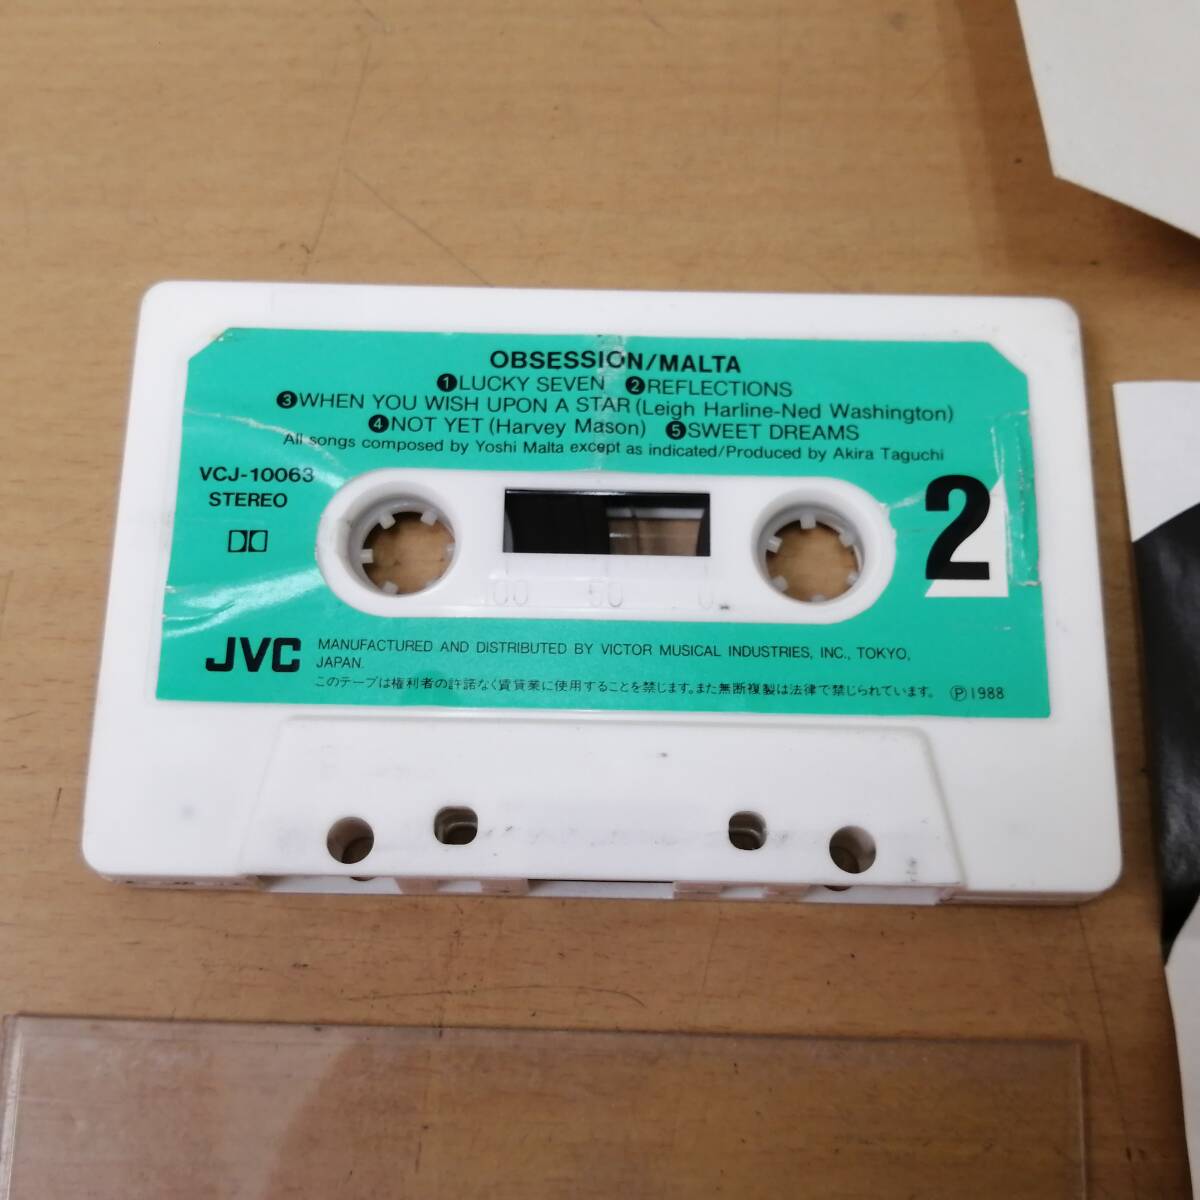 OBSESSION/MALTA
❶LUCKY SEVEN ❷REFLECTIONS
❸WHEN YOU WISH UPON A STAR (Leigh Harline-Ned Washington)
❹NOT YET (Harvey Mason) ❺SWEET DREAMS
All songs composed by Yoshi Malta except as indicated/Produced by Akira Taguchi
VCJ-10063
STEREO
2
100 50 0
JVC
MANUFACTURED AND DISTRIBUTED BY VICTOR MUSICAL INDUSTRIES, INC., TOKYO,
JAPAN.
このテープは権利者の許諾なく賃貸業に使用することを禁じます。また無断複製は法律で禁じられています。 ℗1988